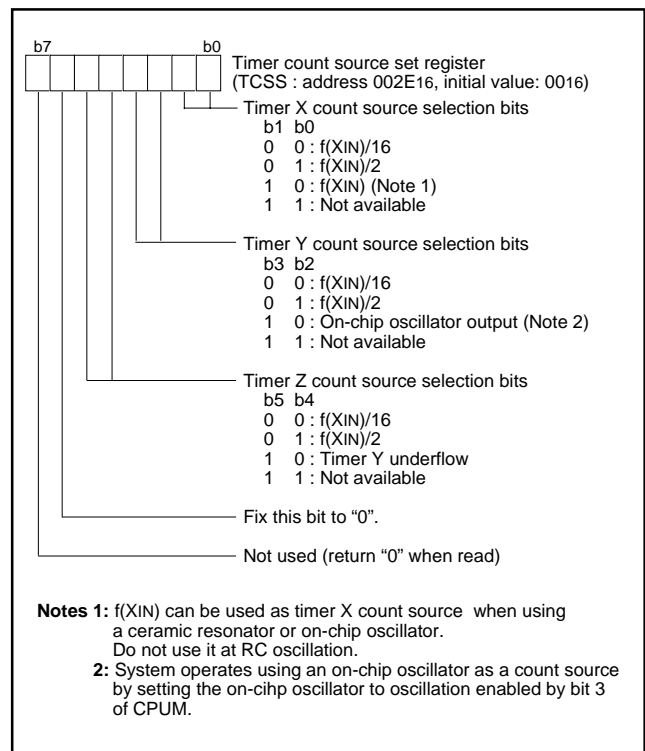 b7 b0
Timer count source set register
(TCSS : address 002E16, initial value: 0016)
Timer X count source selection bits
b1 b0
0 0 : f(XIN)/16
0 1 : f(XIN)/2
1 0 : f(XIN) (Note 1)
1 1 : Not available
Timer Y count source selection bits
b3 b2
0 0 : f(XIN)/16
0 1 : f(XIN)/2
1 0 : On-chip oscillator output (Note 2)
1 1 : Not available
Timer Z count source selection bits
b5 b4
0 0 : f(XIN)/16
0 1 : f(XIN)/2
1 0 : Timer Y underflow
1 1 : Not available
Fix this bit to “0”.
Not used (return “0” when read)
Notes 1: f(XIN) can be used as timer X count source when using
a ceramic resonator or on-chip oscillator.
Do not use it at RC oscillation.
2: System operates using an on-chip oscillator as a count source
by setting the on-cihp oscillator to oscillation enabled by bit 3
of CPUM.